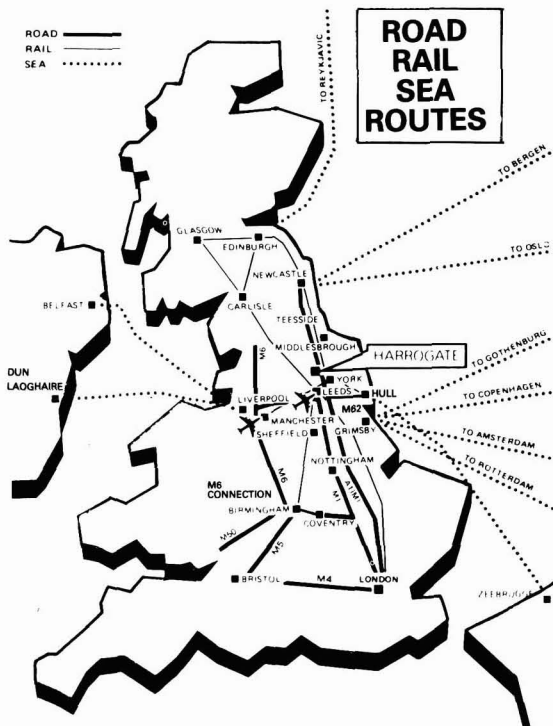 ROAD
RAIL
SEA
ROAD
RAIL
SEA
ROUTES
TO REYKJAVIC
TO BERGEN
TO OSLO
GLASGOW
EDINBURGH
NEWCASTLE
BELFAST
CARLISLE
TEESSIDE
MIDDLESBROUGH
HARROGATE
TO GOTHENBURG
M6
DUN
LAOGHAIRE
YORK
LEEDS
HULL
TO COPENHAGEN
LIVERPOOL
M62
MANCHESTER
GRIMSBY
SHEFFIELD
TO AMSTERDAM
TO ROTTERDAM
NOTTINGHAM
M6
M6
CONNECTION
M1
A1(M)
BIRMINGHAM
COVENTRY
M50
M5
BRISTOL
M4
LONDON
ZEEBRUGGE